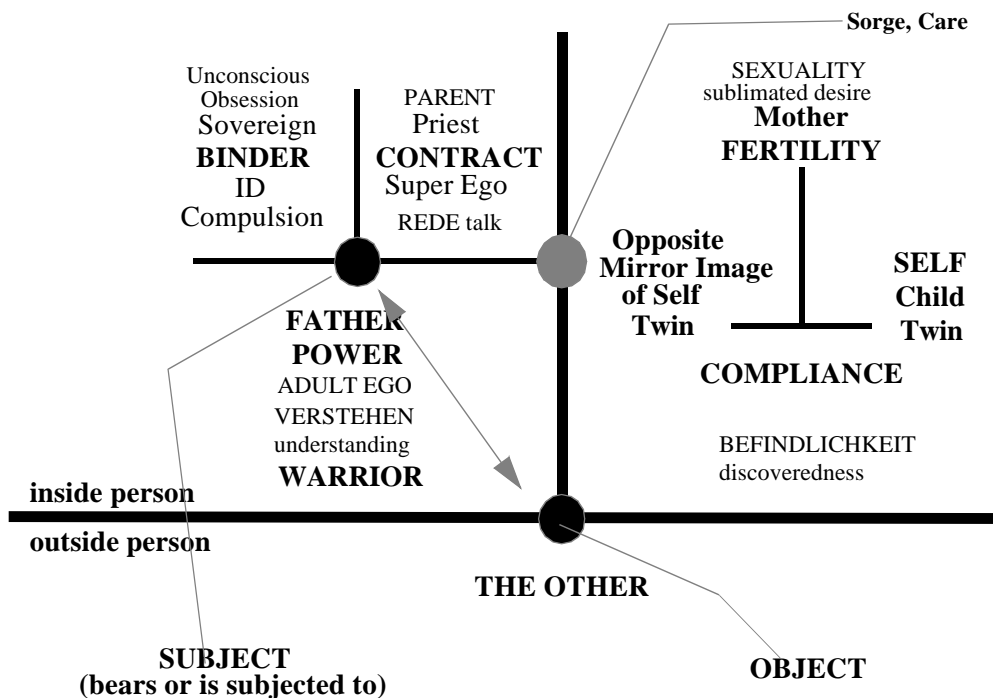 Sorge, Care
Unconscious
Obsession
Sovereign
BINDER
ID
Compulsion
PARENT
Priest
CONTRACT
Super Ego
REDE talk
SEXUALITY
sublimated desire
Mother
FERTILITY
Opposite
Mirror Image
of Self
Twin
SELF
Child
Twin
COMPLIANCE
FATHER
POWER
ADULT EGO
VERSTEHEN
understanding
WARRIOR
BEFINDLICHKEIT
discoveredness
inside person
outside person
THE OTHER
SUBJECT
(bears or is subjected to)
OBJECT